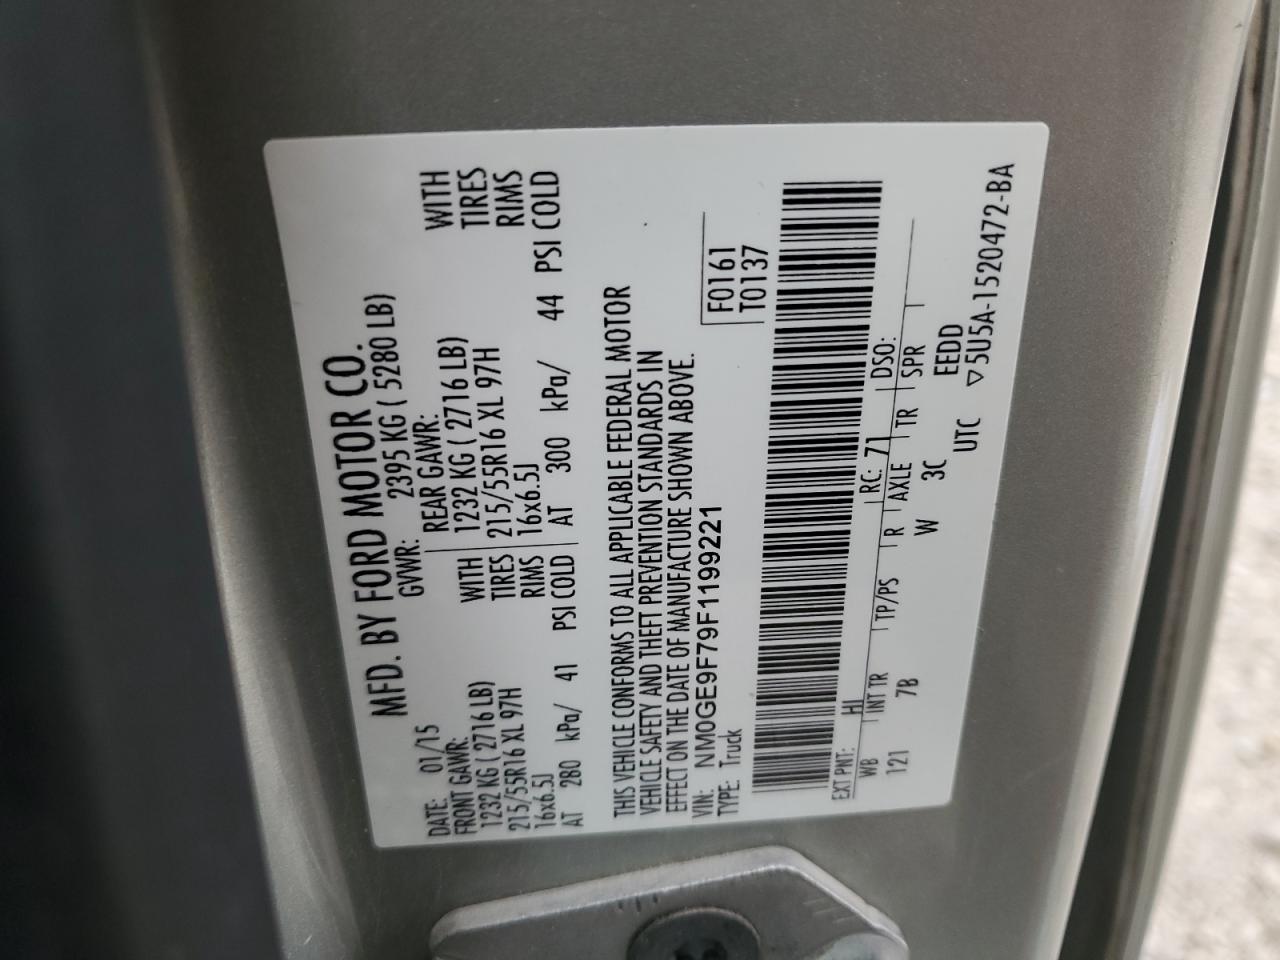 MFD. BY FORD MOTOR CO.
DATE: 01/15 GVWR: 2395 KG ( 5280 LB)
FRONT GAWR: REAR GAWR:
1232 KG ( 2716 LB) WITH 1232 KG ( 2716 LB) WITH
215/55R16 XL 97H TIRES 215/55R16 XL 97H TIRES
16x6.5J RIMS 16x6.5J RIMS
AT 280 kPa/ 41 PSI COLD AT 300 kPa/ 44 PSI COLD
THIS VEHICLE CONFORMS TO ALL APPLICABLE FEDERAL MOTOR
VEHICLE SAFETY AND THEFT PREVENTION STANDARDS IN
EFFECT ON THE DATE OF MANUFACTURE SHOWN ABOVE.
VIN: NM0GE9F79F1199221 F0161
TYPE: Truck T0137
EXT PNT: HJ RC: 71 DSO:
WB INT TR TP/PS R AXLE TR SPR
121 7B W 3C EEDD
UTC ▽5U5A-1520472-BA